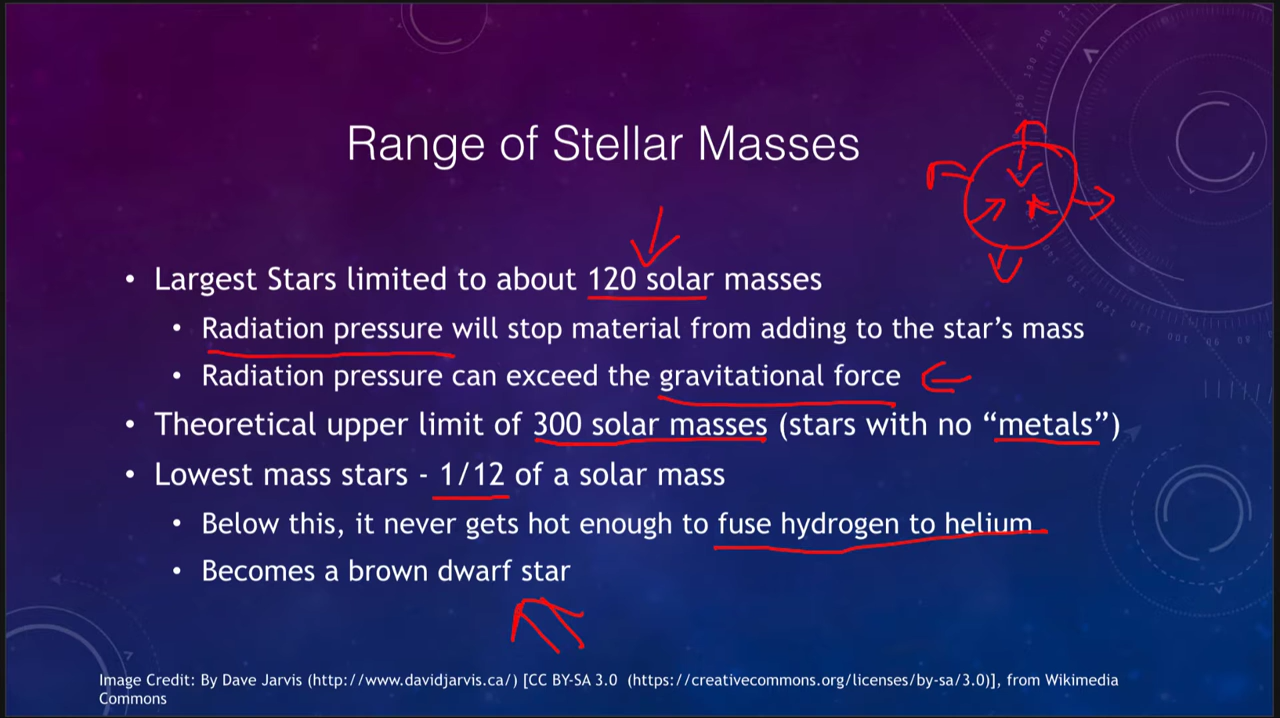 Range of Stellar Masses
• Largest Stars limited to about 120 solar masses
• Radiation pressure will stop material from adding to the star's mass
• Radiation pressure can exceed the gravitational force
• Theoretical upper limit of 300 solar masses (stars with no “metals”)
• Lowest mass stars - 1/12 of a solar mass
• Below this, it never gets hot enough to fuse hydrogen to helium
• Becomes a brown dwarf star
Image Credit: By Dave Jarvis (http://www.davidjarvis.ca/) [CC BY-SA 3.0 (https://creativecommons.org/licenses/by-sa/3.0)], from Wikimedia
Commons